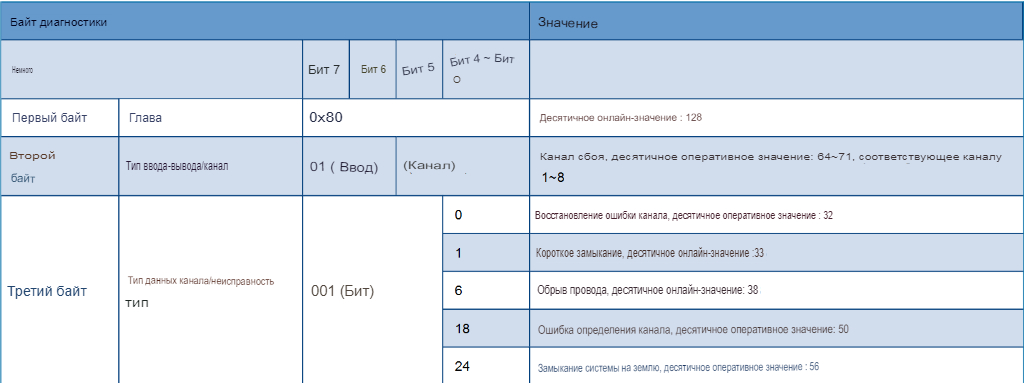 Байт диагностики Значение
Немного Бит 7 Бит 6 Бит 5 Бит 4 ~ Бит
0
Первый байт Глава 0x80 Десятичное онлайн-значение : 128
Второй
байт Тип ввода-вывода/канал 01 ( Ввод) (Канал) Канал сбоя, десятичное оперативное значение: 64~71, соответствующее каналу
1~8
Третий байт Тип данных канала/неисправность
тип 001 (Бит)
0 Восстановление ошибки канала, десятичное оперативное значение : 32
1 Короткое замыкание, десятичное онлайн-значение :33
6 Обрыв провода, десятичное онлайн-значение: 38
18 Ошибка определения канала, десятичное оперативное значение: 50
24 Замыкание системы на землю, десятичное оперативное значение : 56